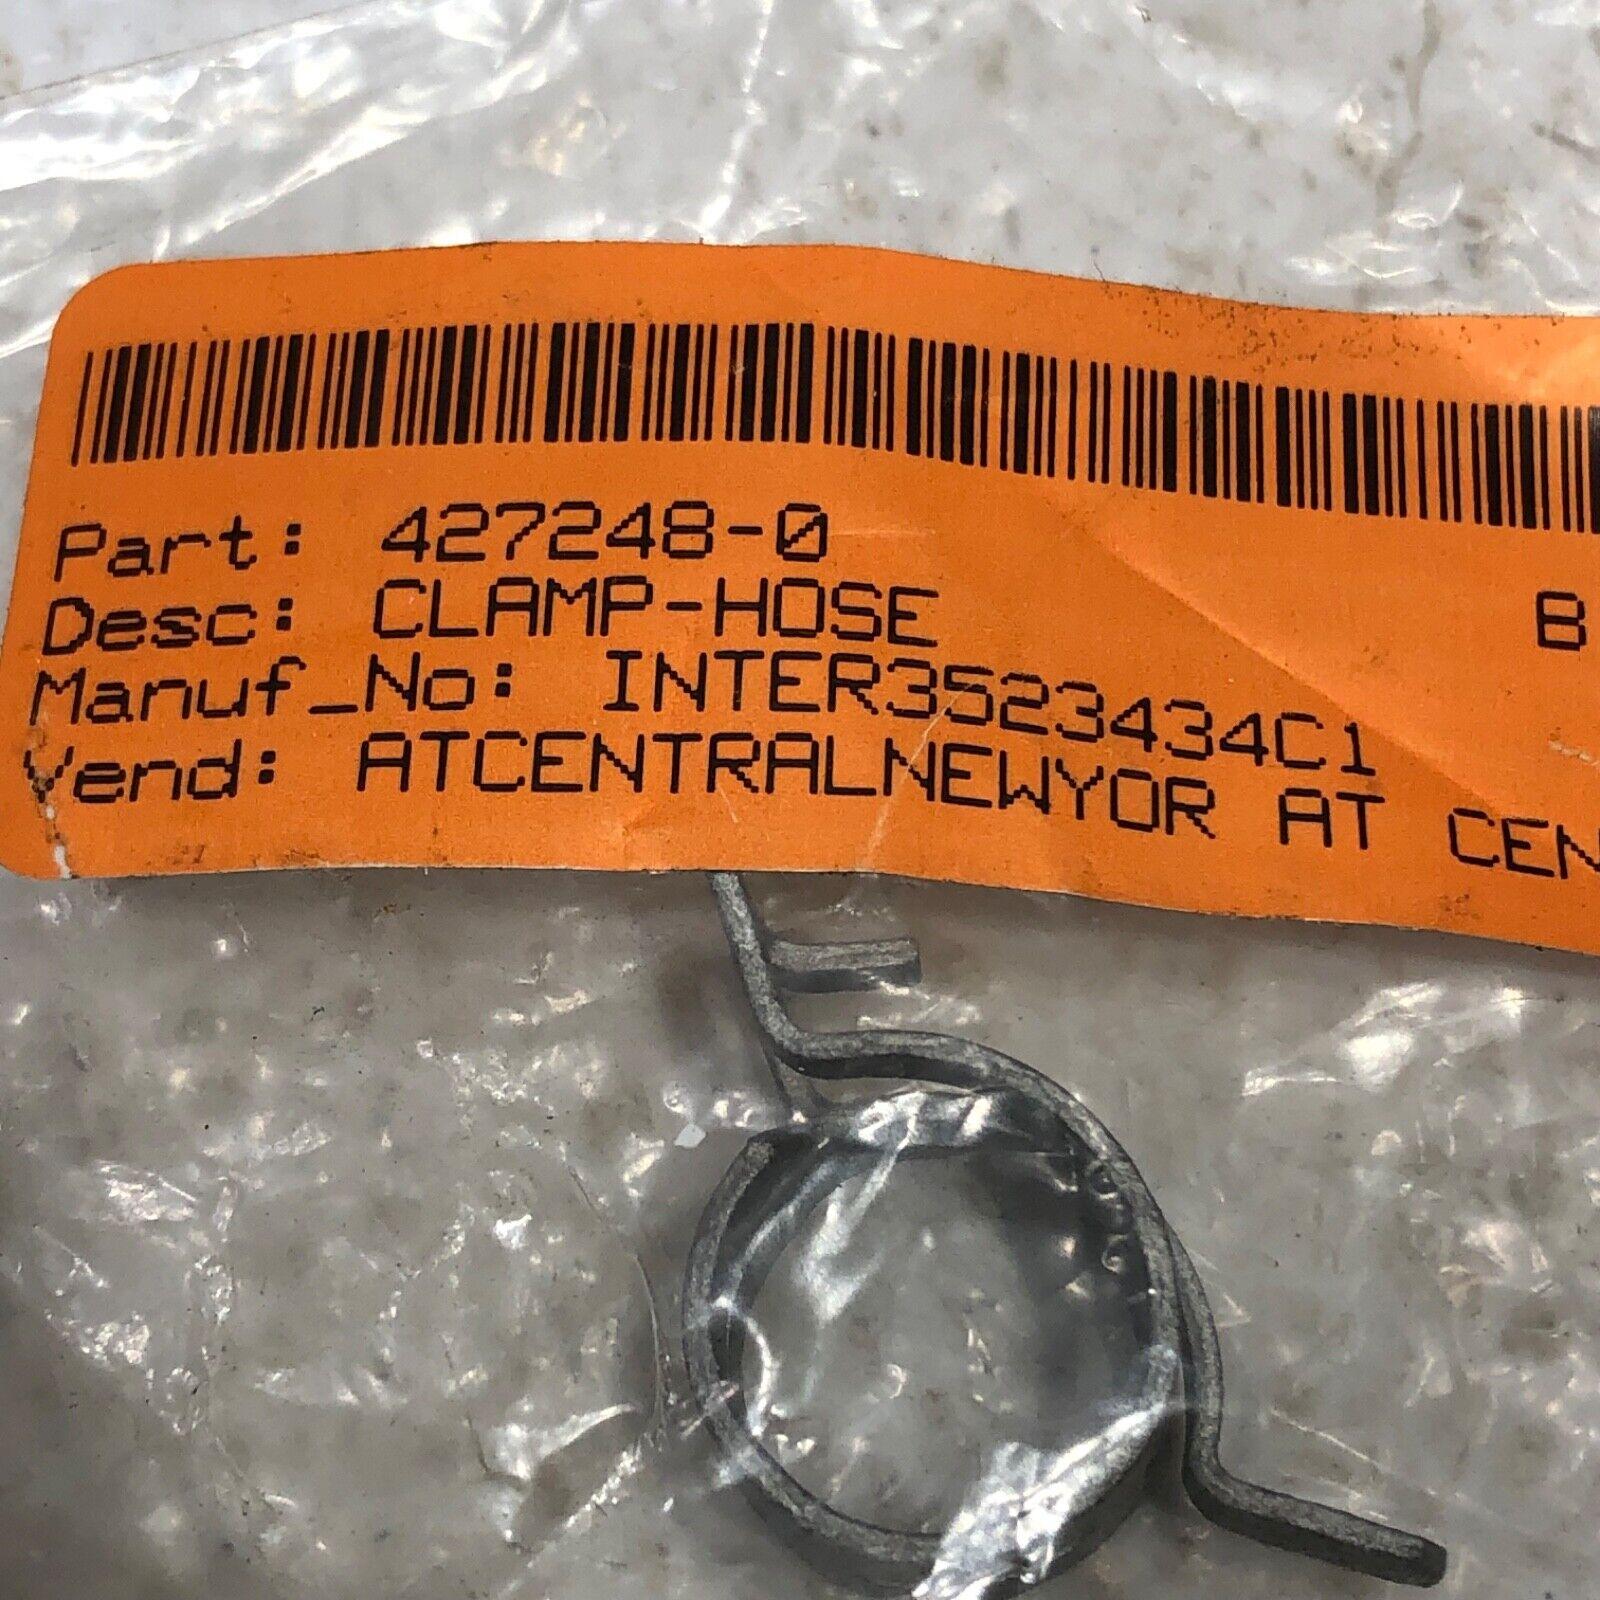 Part: 427248-0
Desc: CLAMP-HOSE B
Manuf_No: INTER3523434C1
Vend: ATCENTRALNEWYOR AT CEN